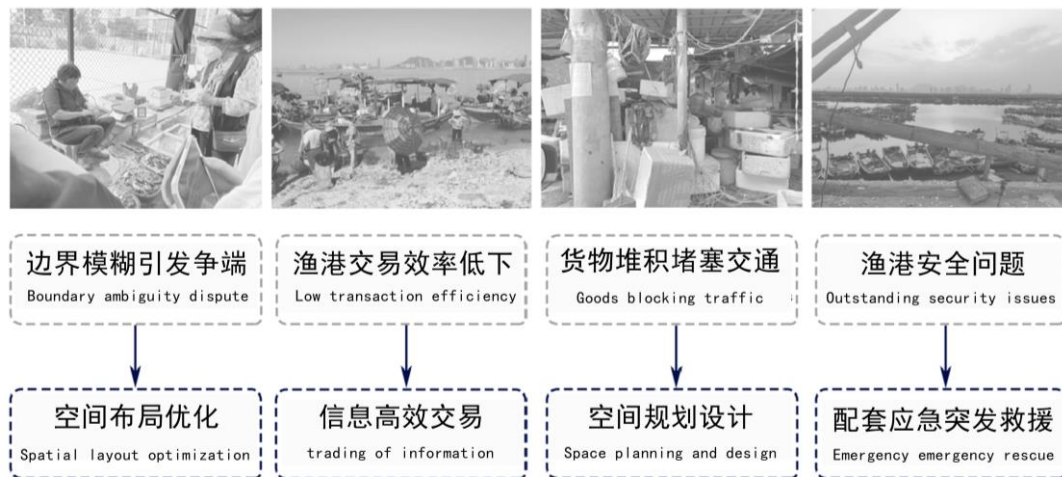 边界模糊引发争端
Boundary ambiguity dispute
渔港交易效率低下
Low transaction efficiency
货物堆积堵塞交通
Goods blocking traffic
渔港安全问题
Outstanding security issues
空间布局优化
Spatial layout optimization
信息高效交易
trading of information
空间规划设计
Space planning and design
配套应急突发救援
Emergency emergency rescue